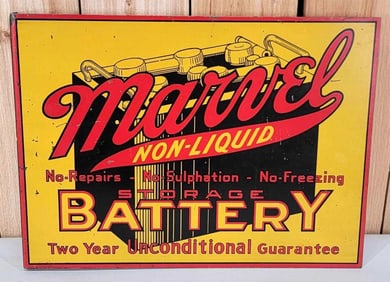 Marvel
NON-LIQUID
No-Repairs - No-Sulphation - No-Freezing
STORAGE
BATTERY
Two Year Unconditional Guarantee